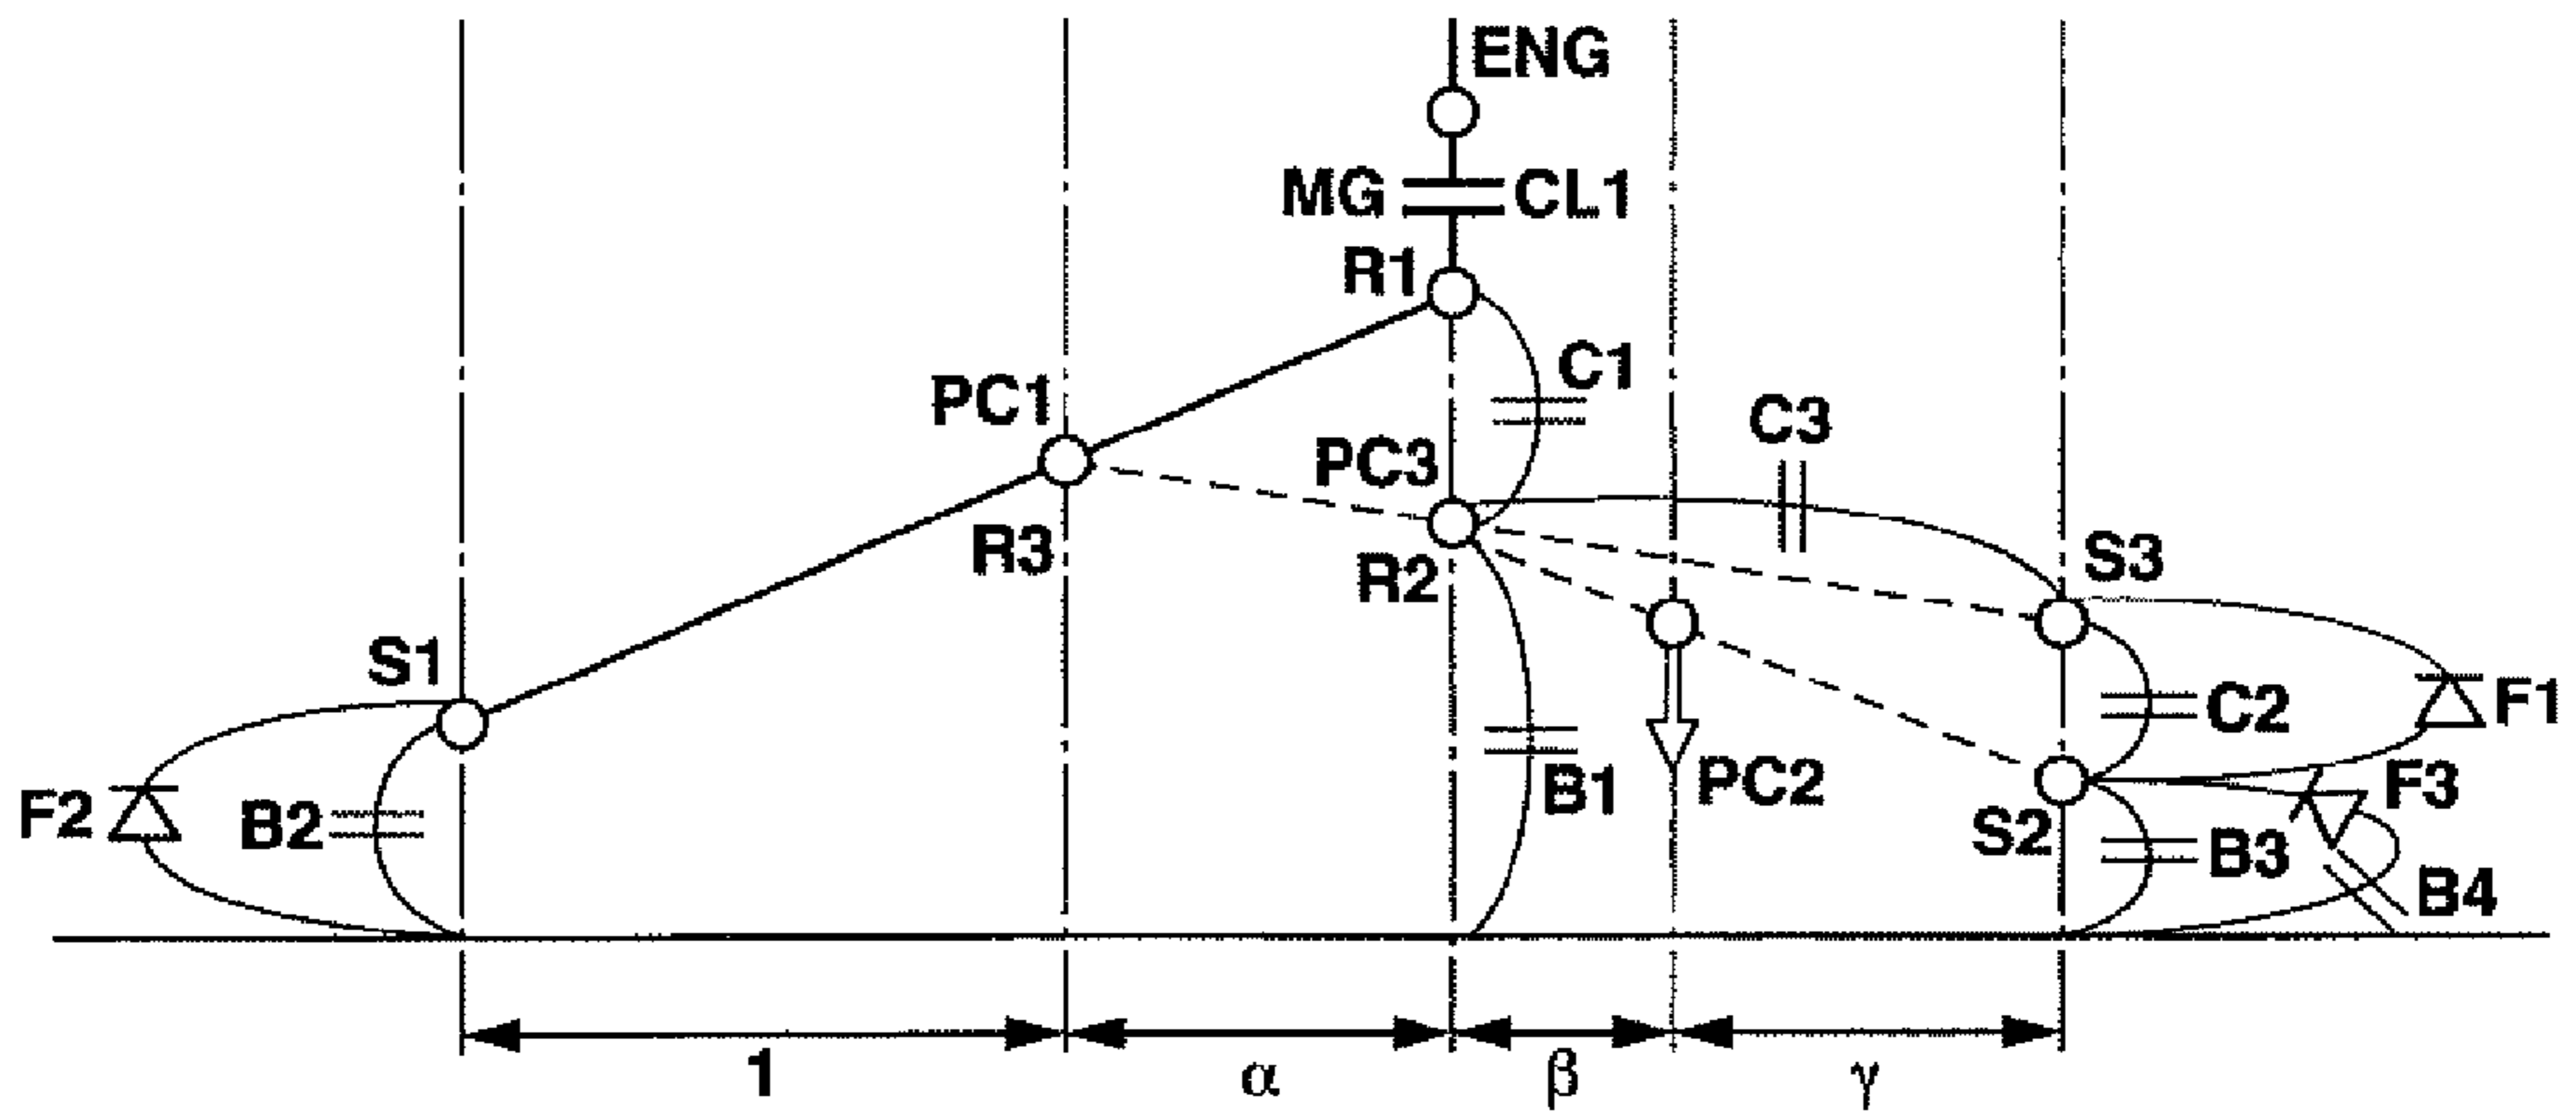 ENG
MG CL1
R1
C1
PC1
C3
PC3
R3
R2
S3
S1
C2
F1
PC2
B1
F3
F2
B2
S2
B3
B4
1
α
β
γ